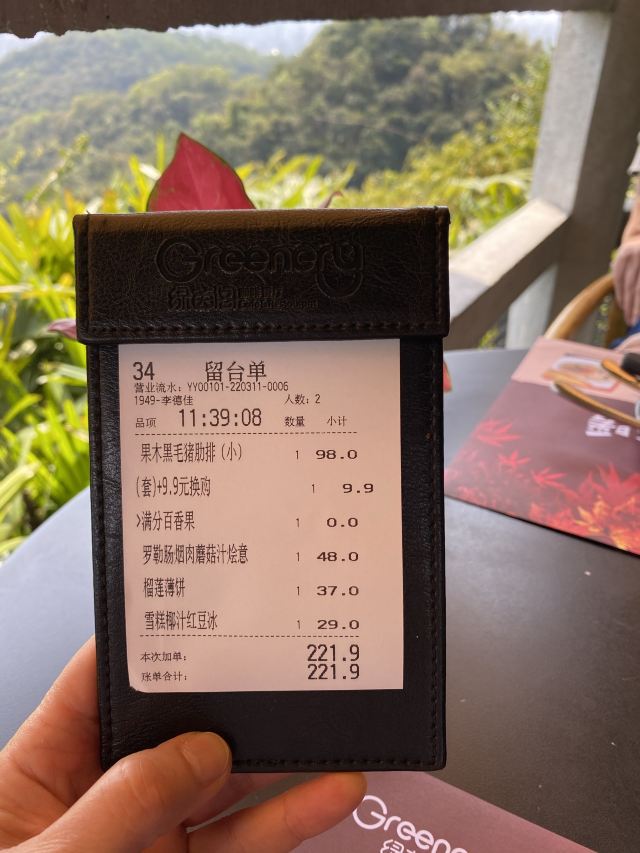 Greenery
绿茵阁
34 留台单
营业流水：YY00101-220311-0006
1949-李德佳 人数：2
品项 11:39:08 数量 小计
果木黑毛猪肋排（小） 1 98.0
(套)+9.9元换购 1 9.9
>满分百香果 1 0.0
罗勒肠烟肉蘑菇汁烩意 1 48.0
榴莲薄饼 1 37.0
雪糕椰汁红豆冰 1 29.0
本次加单： 221.9
账单合计： 221.9
Greenery